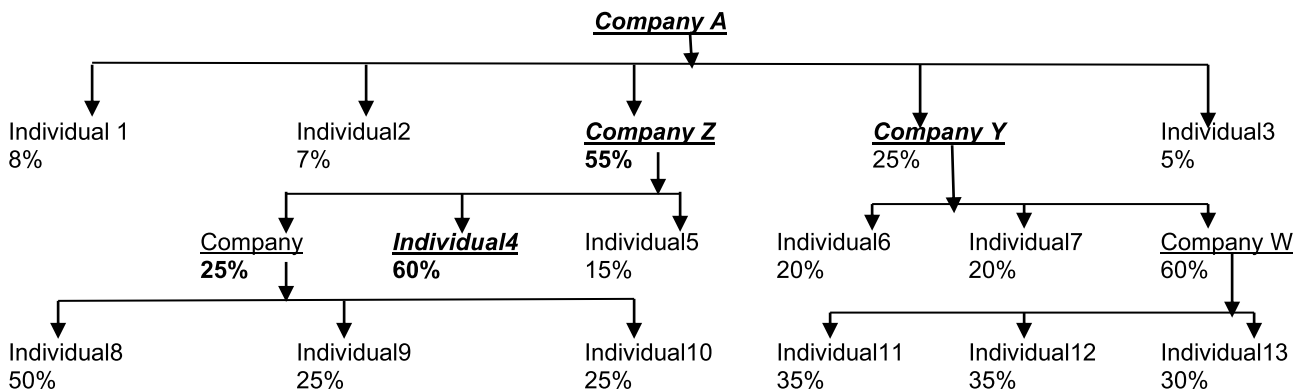 Company A
Individual 1 Individual2 Company Z Company Y Individual3
8% 7% 55% 25% 5%
Company Individual4 Individual5 Individual6 Individual7 Company W
25% 60% 15% 20% 20% 60%
Individual8 Individual9 Individual10 Individual11 Individual12 Individual13
50% 25% 25% 35% 35% 30%